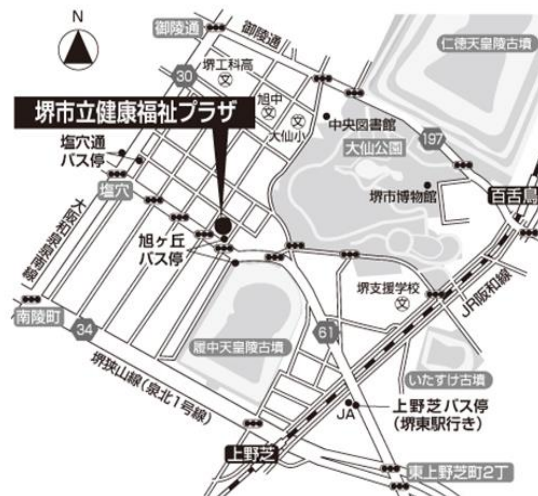 N
御陵通
御陵通
仁徳天皇陵古墳
30
堺工科高
文
旭中
文
文
大仙小
中央図書館
197
大仙公園
堺市立健康福祉プラザ
塩穴通
バス停
塩穴
堺市博物館
百舌鳥
大阪和泉泉南線
旭ヶ丘
バス停
堺支援学校
文
JR阪和線
南陵町
34
61
履中天皇陵古墳
いたすけ古墳
堺狭山線(泉北1号線)
JA
上野芝バス停
(堺東駅行き)
上野芝
東上野芝町2丁